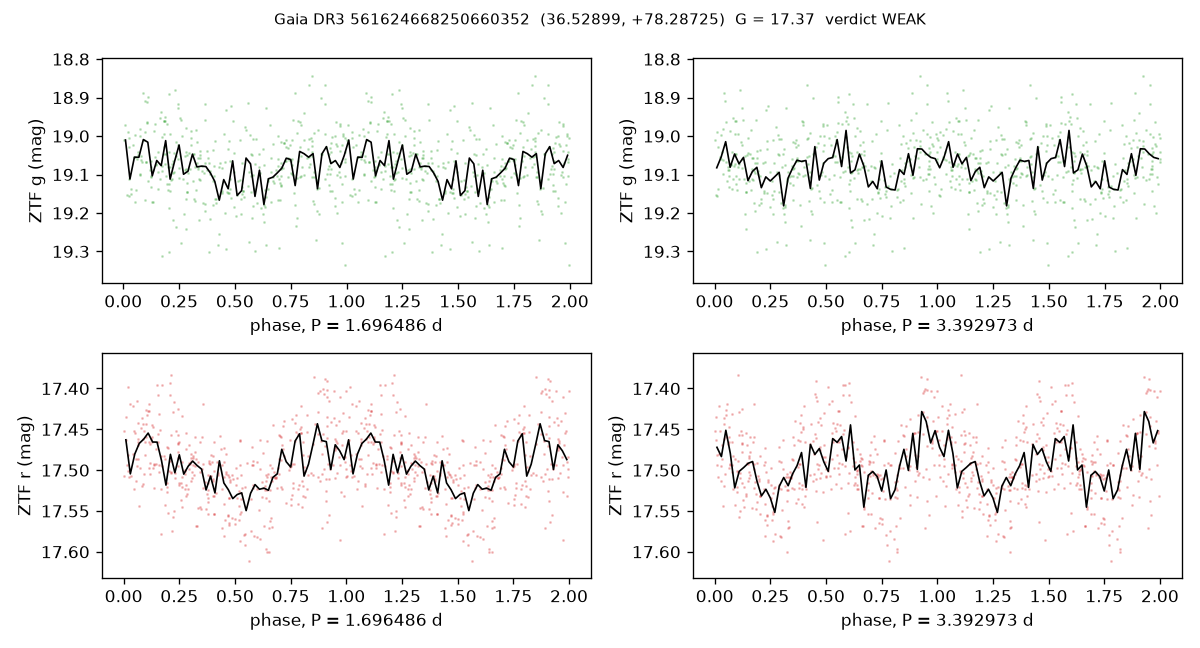 Gaia DR3 561624668250660352  (36.52899, +78.28725)  G = 17.37  verdict WEAK
18.8
18.9
19.0
19.1
19.2
19.3
ZTF g (mag)
0.00 0.25 0.50 0.75 1.00 1.25 1.50 1.75 2.00
phase, P = 1.696486 d
18.8
18.9
19.0
19.1
19.2
19.3
ZTF g (mag)
0.00 0.25 0.50 0.75 1.00 1.25 1.50 1.75 2.00
phase, P = 3.392973 d
17.40
17.45
17.50
17.55
17.60
ZTF r (mag)
0.00 0.25 0.50 0.75 1.00 1.25 1.50 1.75 2.00
phase, P = 1.696486 d
17.40
17.45
17.50
17.55
17.60
ZTF r (mag)
0.00 0.25 0.50 0.75 1.00 1.25 1.50 1.75 2.00
phase, P = 3.392973 d